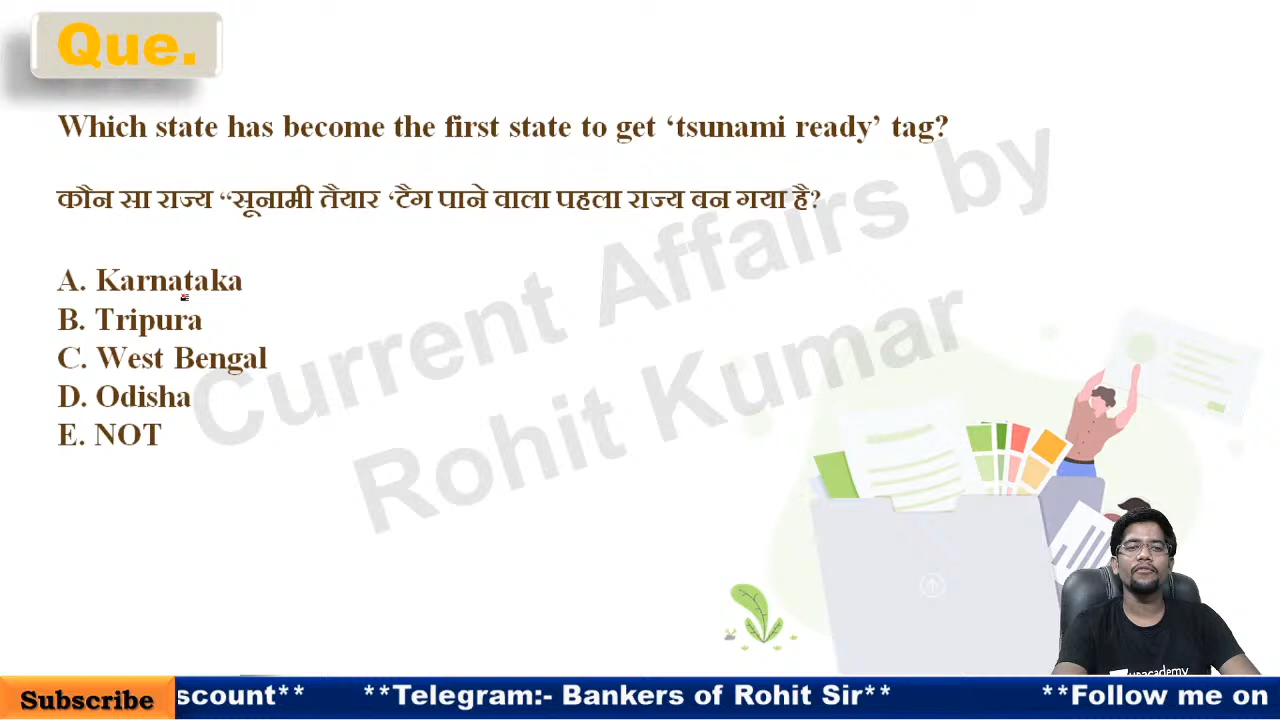 Que.
Which state has become the first state to get ‘tsunami ready’ tag?
कौन सा राज्य “सूनामी तैयार ‘टैग पाने वाला पहला राज्य बन गया है?
A. Karnataka
B. Tripura
C. West Bengal
D. Odisha
E. NOT
Current Affairs by
Rohit Kumar
unacademy
Subscribe
scount** **Telegram:- Bankers of Rohit Sir** **Follow me on